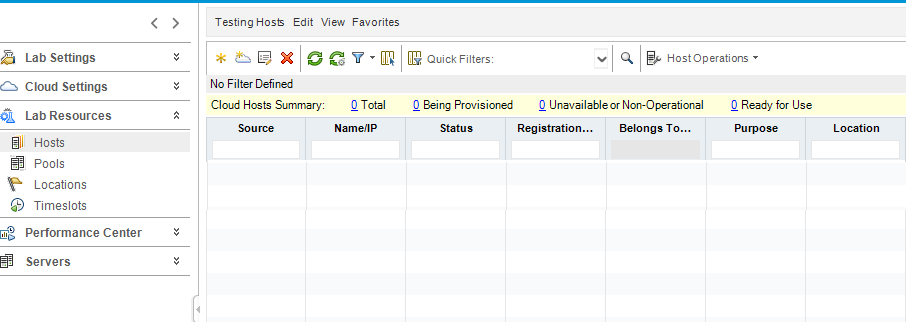 Testing Hosts Edit View Favorites
Lab Settings
Cloud Settings
Lab Resources
Hosts
Pools
Locations
Timeslots
Performance Center
Servers
Quick Filters: Host Operations
No Filter Defined
Cloud Hosts Summary: 0 Total 0 Being Provisioned 0 Unavailable or Non-Operational 0 Ready for Use
Source Name/IP Status Registration... Belongs To... Purpose Location